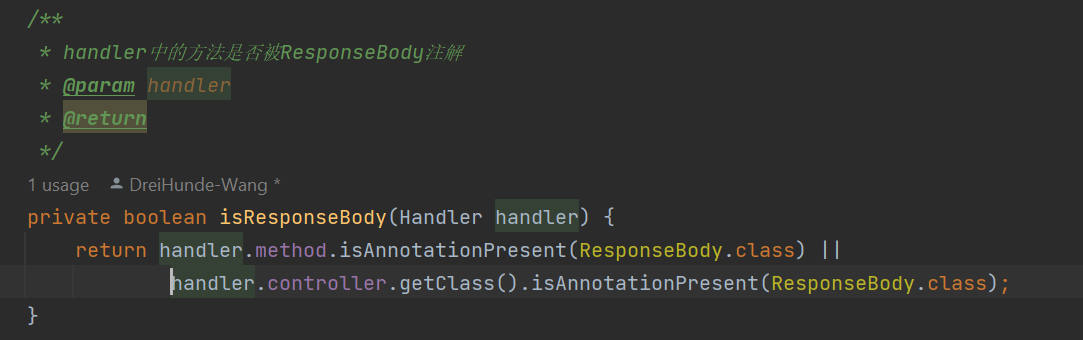 /**
 * handler中的方法是否被ResponseBody注解
 * @param handler
 * @return
 */
1 usage DreiHunde-Wang *
private boolean isResponseBody(Handler handler) {
    return handler.method.isAnnotationPresent(ResponseBody.class) ||
            handler.controller.getClass().isAnnotationPresent(ResponseBody.class);
}